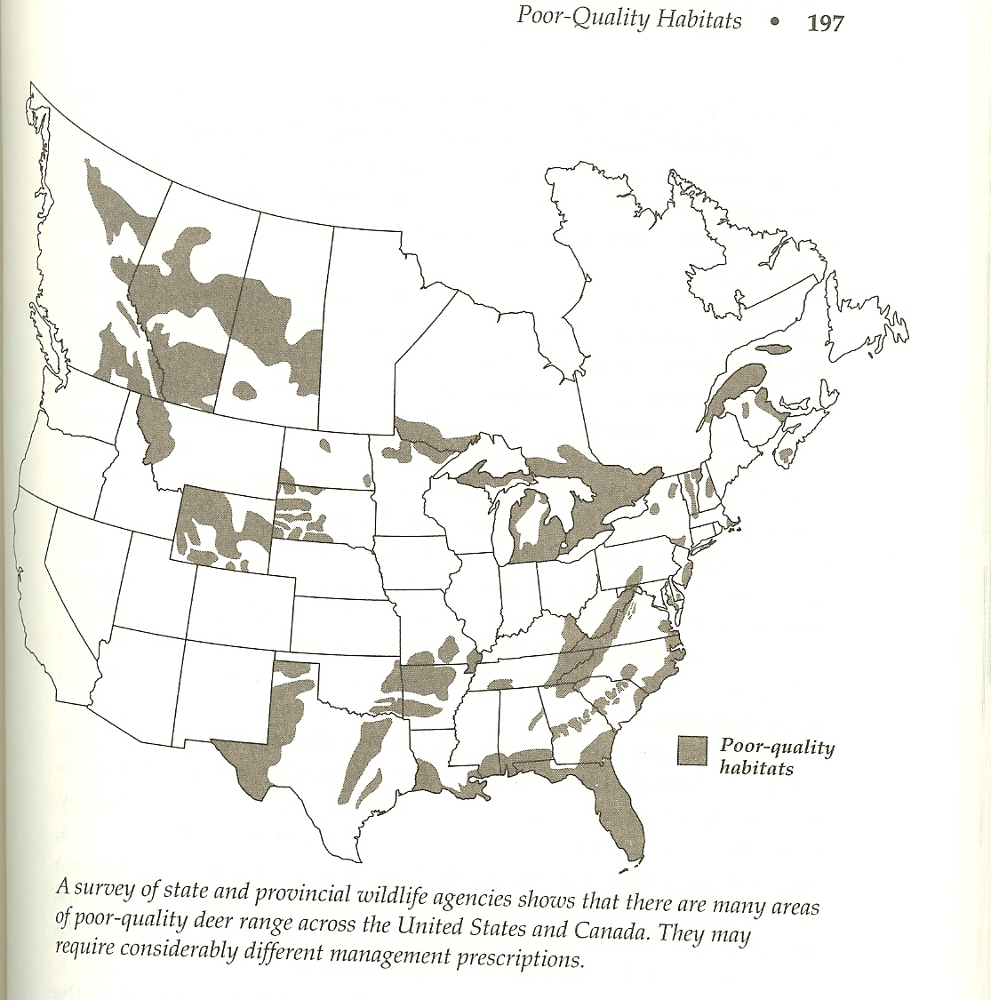 Poor-Quality Habitats • 197
Poor-quality
habitats
A survey of state and provincial wildlife agencies shows that there are many areas
of poor-quality deer range across the United States and Canada. They may
require considerably different management prescriptions.